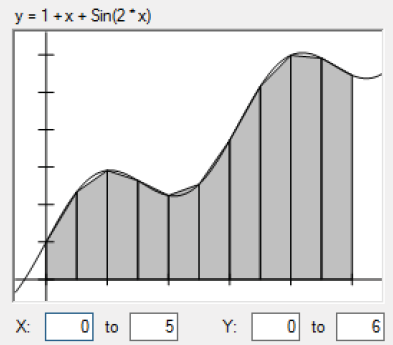 y = 1 + x + Sin(2 * x)
X: 0 to 5 Y: 0 to 6